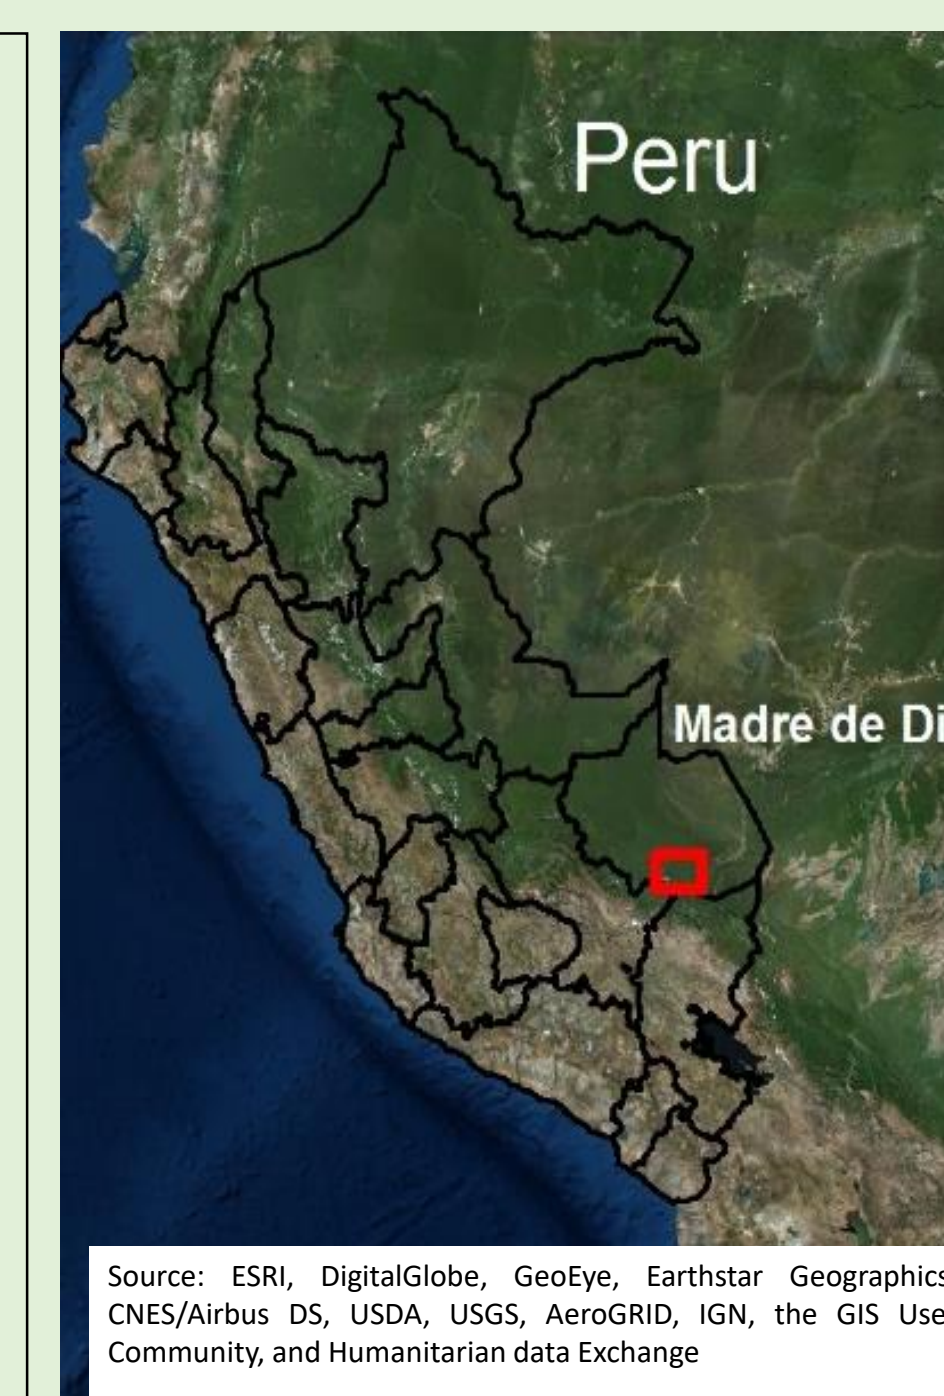 Peru
Madre de Di
Source: ESRI, DigitalGlobe, GeoEye, Earthstar Geographics
CNES/Airbus DS, USDA, USGS, AeroGRID, IGN, the GIS Use
Community, and Humanitarian data Exchange